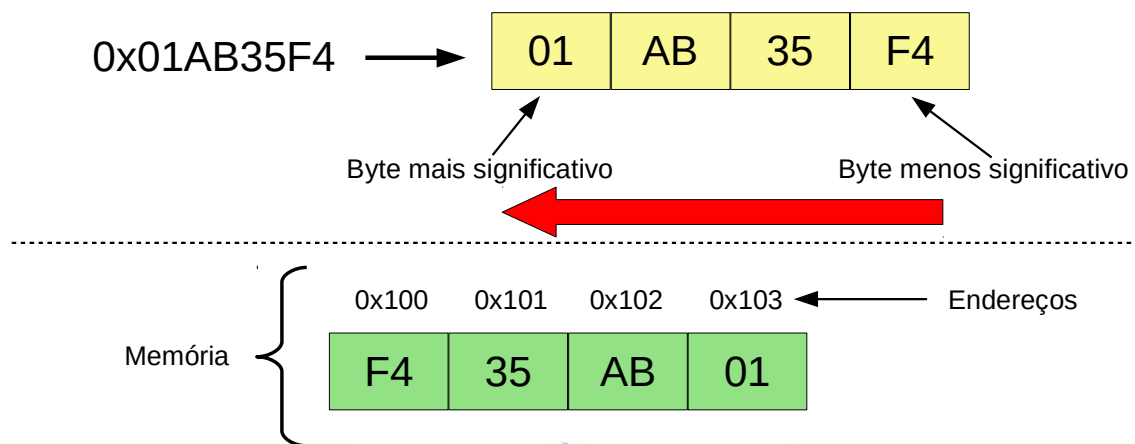 0x01AB35F4
01 AB 35 F4
Byte mais significativo
Byte menos significativo
0x100 0x101 0x102 0x103
Endereços
Memória
F4 35 AB 01